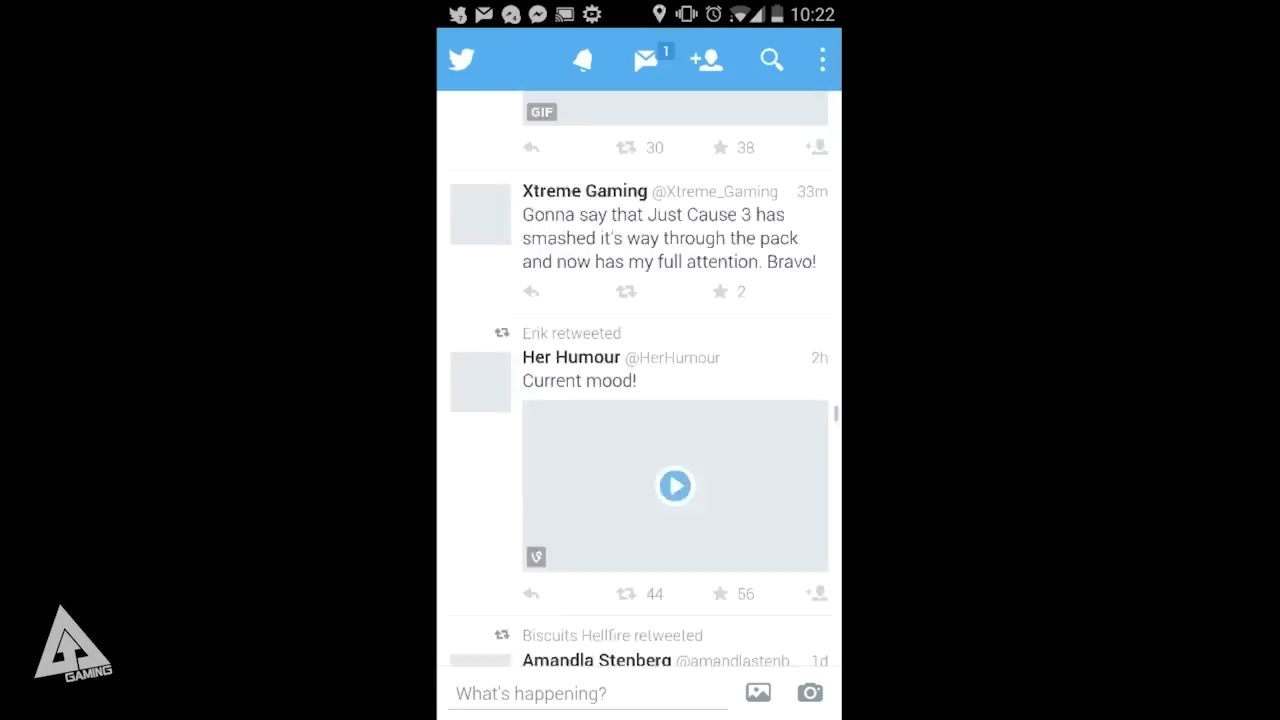 10:22
1
GIF
30 38
Xtreme Gaming @Xtreme_Gaming 33m
Gonna say that Just Cause 3 has
smashed it's way through the pack
and now has my full attention. Bravo!
2
Erik retweeted
Her Humour @HerHumour 2h
Current mood!
44 56
Biscuits Hellfire retweeted
Amandla Stenberg @amandlastenb... 1d
What's happening?
GAMING